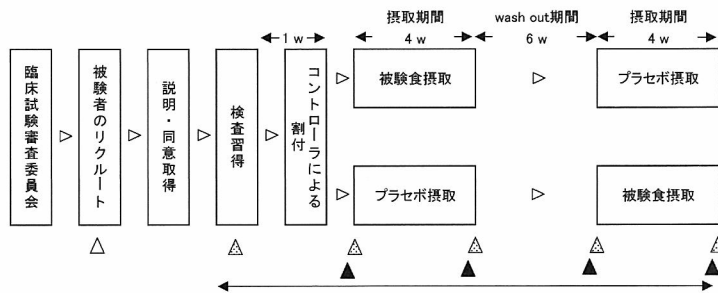 摂取期間 wash out期間 摂取期間
1 w 4 w 6 w 4 w
臨床試験審査委員会
被験者のリクルート
説明・同意取得
検査習得
コントローラによる
割付
被験食摂取
プラセボ摂取
プラセボ摂取
被験食摂取